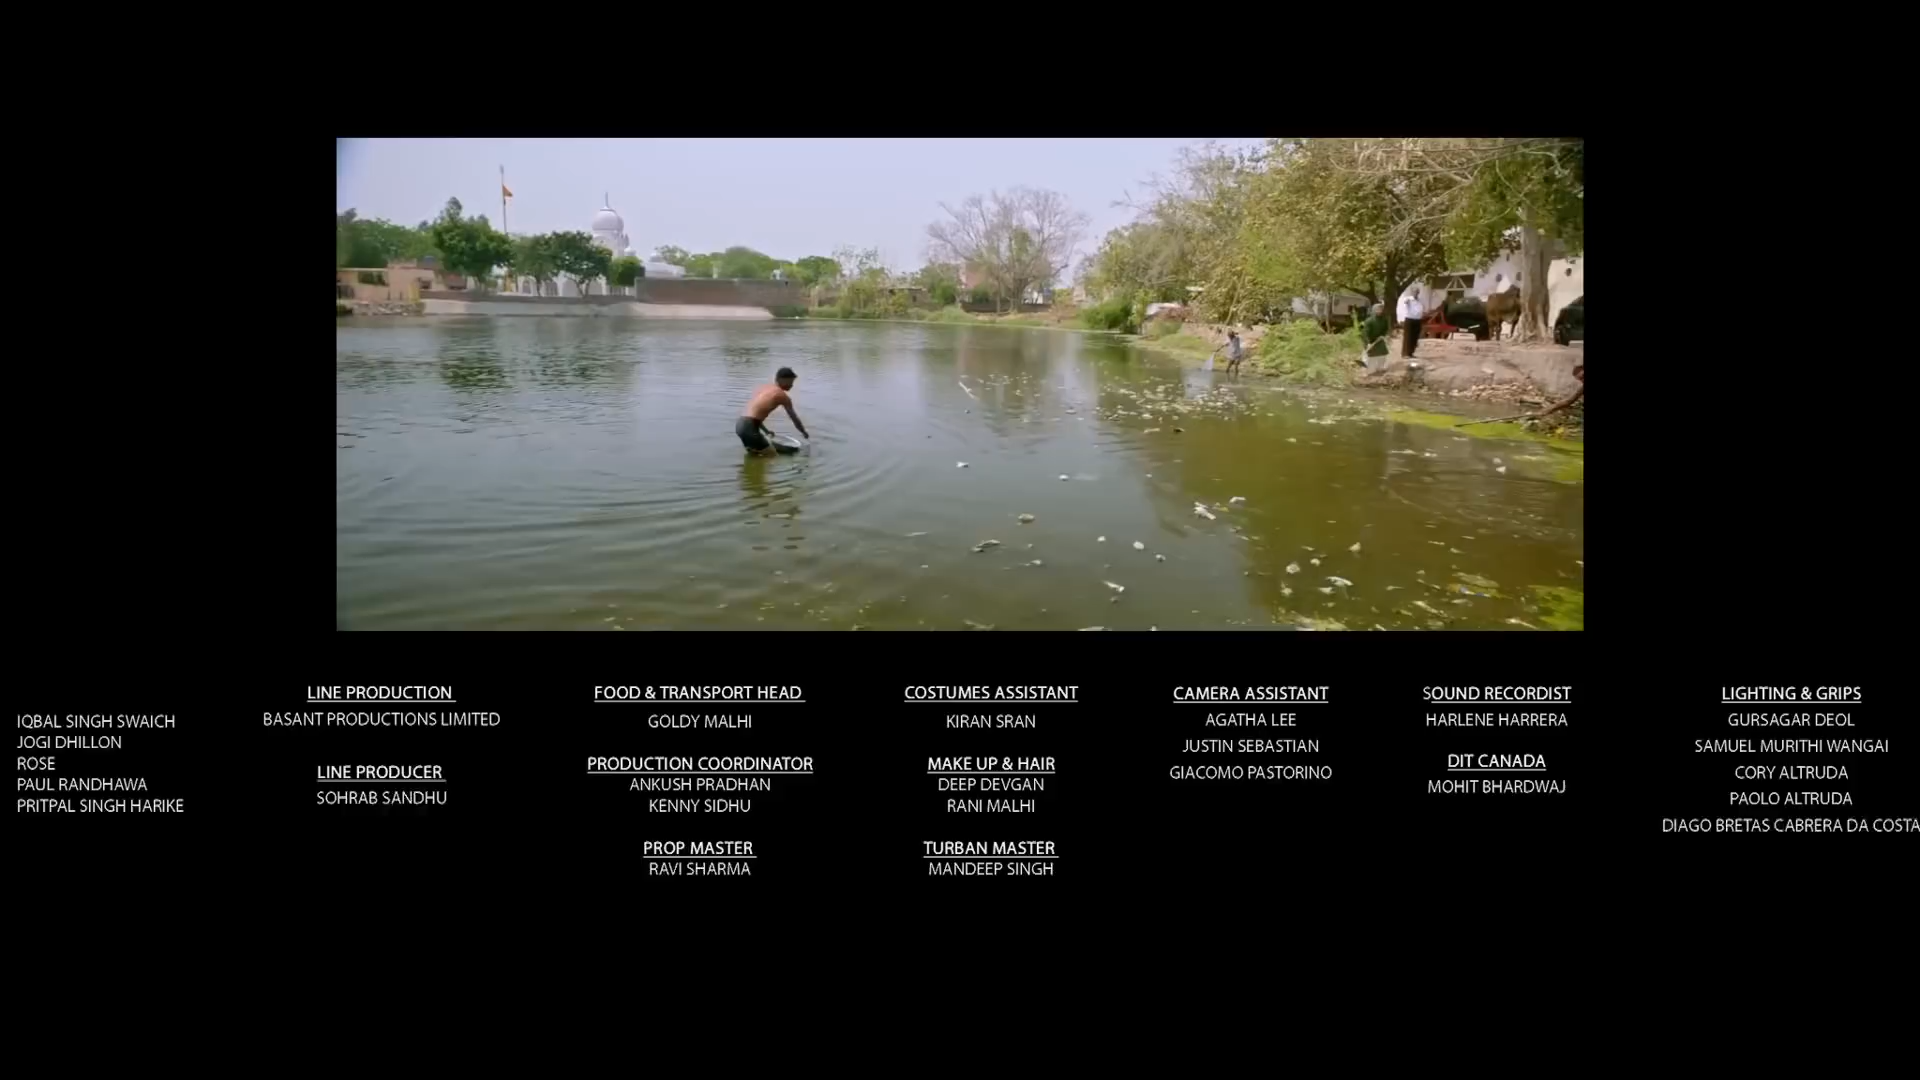 IQBAL SINGH SWAICH
JOGI DHILLON
ROSE
PAUL RANDHAWA
PRITPAL SINGH HARIKE
LINE PRODUCTION
BASANT PRODUCTIONS LIMITED
LINE PRODUCER
SOHRAB SANDHU
FOOD & TRANSPORT HEAD
GOLDY MALHI
PRODUCTION COORDINATOR
ANKUSH PRADHAN
KENNY SIDHU
PROP MASTER
RAVI SHARMA
COSTUMES ASSISTANT
KIRAN SRAN
MAKE UP & HAIR
DEEP DEVGAN
RANI MALHI
TURBAN MASTER
MANDEEP SINGH
CAMERA ASSISTANT
AGATHA LEE
JUSTIN SEBASTIAN
GIACOMO PASTORINO
SOUND RECORDIST
HARLENE HARRERA
DIT CANADA
MOHIT BHARDWAJ
LIGHTING & GRIPS
GURSAGAR DEOL
SAMUEL MURITHI WANGAI
CORY ALTRUDA
PAOLO ALTRUDA
DIAGO BRETAS CABRERA DA COSTA